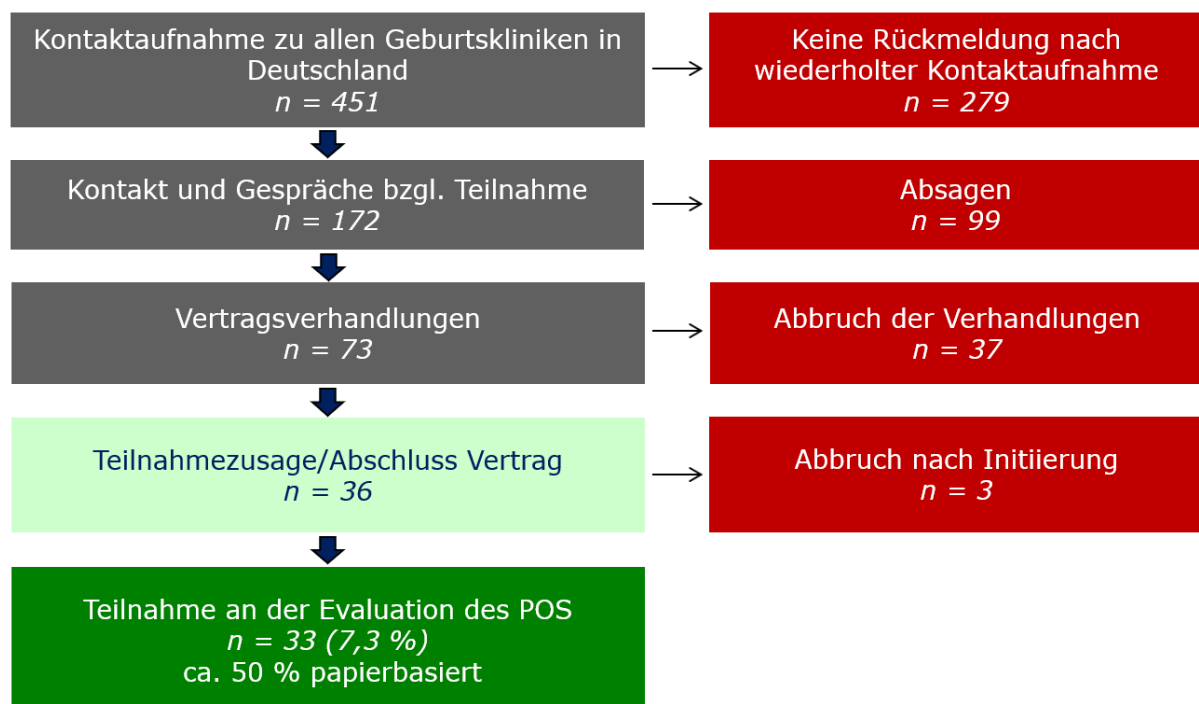 Kontaktaufnahme zu allen Geburtskliniken in
Deutschland
n = 451
Keine Rückmeldung nach
wiederholter Kontaktaufnahme
n = 279
Kontakt und Gespräche bzgl. Teilnahme
n = 172
Absagen
n = 99
Vertragsverhandlungen
n = 73
Abbruch der Verhandlungen
n = 37
Teilnahmezusage/Abschluss Vertrag
n = 36
Abbruch nach Initiierung
n = 3
Teilnahme an der Evaluation des POS
n = 33 (7,3 %)
ca. 50 % papierbasiert